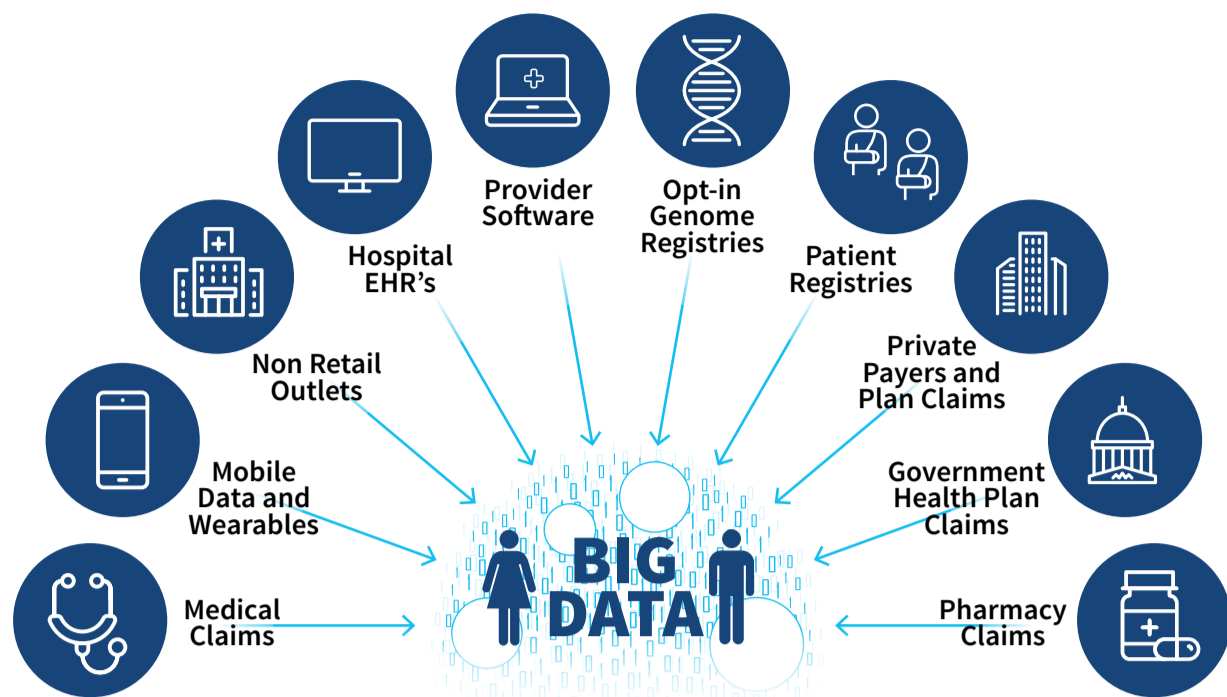 Provider
Software
Opt-in
Genome
Registries
Hospital
EHR's
Patient
Registries
Non Retail
Outlets
Private
Payers and
Plan Claims
Mobile
Data and
Wearables
Government
Health Plan
Claims
Medical
Claims
BIG
DATA
Pharmacy
Claims